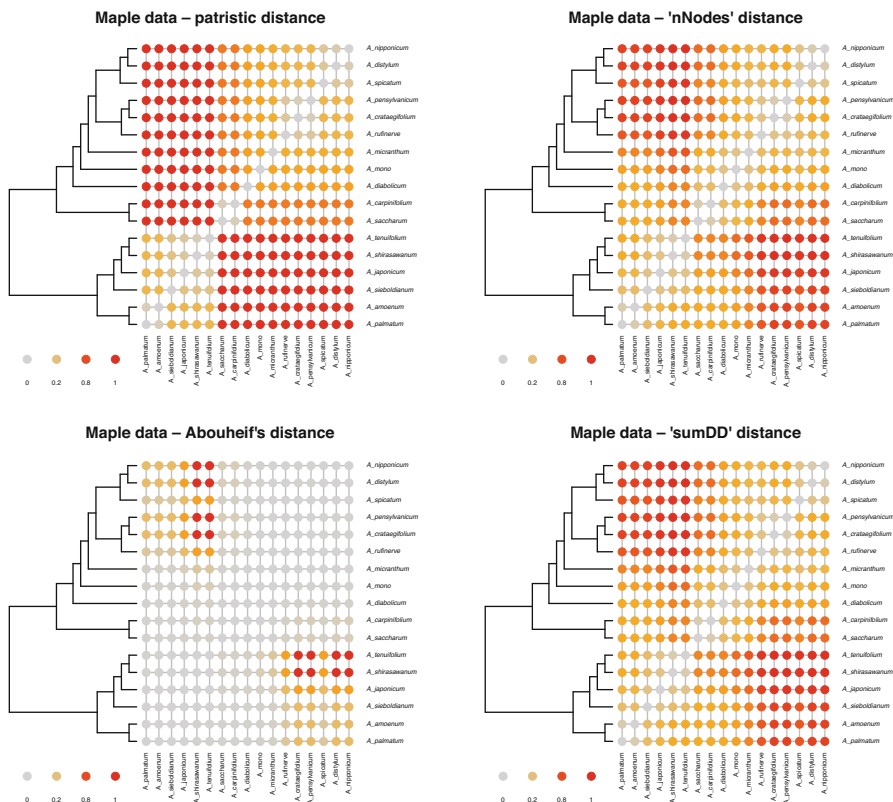 Maple data – patristic distance
A_nipponicum
A_distylum
A_spicatum
A_pensylvanicum
A_crataegifolium
A_rufinerve
A_micranthum
A_mono
A_diabolicum
A_carpinifolium
A_saccharum
A_tenuifolium
A_shirasawanum
A_japonicum
A_sieboldianum
A_amoenum
A_palmatum
0 0.2 0.8 1
A_palmatum
A_amoenum
A_sieboldianum
A_japonicum
A_shirasawanum
A_tenuifolium
A_saccharum
A_carpinifolium
A_diabolicum
A_mono
A_micranthum
A_rufinerve
A_crataegifolium
A_pensylvanicum
A_spicatum
A_distylum
A_nipponicum
Maple data – 'nNodes' distance
A_nipponicum
A_distylum
A_spicatum
A_pensylvanicum
A_crataegifolium
A_rufinerve
A_micranthum
A_mono
A_diabolicum
A_carpinifolium
A_saccharum
A_tenuifolium
A_shirasawanum
A_japonicum
A_sieboldianum
A_amoenum
A_palmatum
0 0.2 0.8 1
A_palmatum
A_amoenum
A_sieboldianum
A_japonicum
A_shirasawanum
A_tenuifolium
A_saccharum
A_carpinifolium
A_diabolicum
A_mono
A_micranthum
A_rufinerve
A_crataegifolium
A_pensylvanicum
A_spicatum
A_distylum
A_nipponicum
Maple data – Abouheif's distance
A_nipponicum
A_distylum
A_spicatum
A_pensylvanicum
A_crataegifolium
A_rufinerve
A_micranthum
A_mono
A_diabolicum
A_carpinifolium
A_saccharum
A_tenuifolium
A_shirasawanum
A_japonicum
A_sieboldianum
A_amoenum
A_palmatum
0 0.2 0.8 1
A_palmatum
A_amoenum
A_sieboldianum
A_japonicum
A_shirasawanum
A_tenuifolium
A_saccharum
A_carpinifolium
A_diabolicum
A_mono
A_micranthum
A_rufinerve
A_crataegifolium
A_pensylvanicum
A_spicatum
A_distylum
A_nipponicum
Maple data – 'sumDD' distance
A_nipponicum
A_distylum
A_spicatum
A_pensylvanicum
A_crataegifolium
A_rufinerve
A_micranthum
A_mono
A_diabolicum
A_carpinifolium
A_saccharum
A_tenuifolium
A_shirasawanum
A_japonicum
A_sieboldianum
A_amoenum
A_palmatum
0 0.2 0.8 1
A_palmatum
A_amoenum
A_sieboldianum
A_japonicum
A_shirasawanum
A_tenuifolium
A_saccharum
A_carpinifolium
A_diabolicum
A_mono
A_micranthum
A_rufinerve
A_crataegifolium
A_pensylvanicum
A_spicatum
A_distylum
A_nipponicum